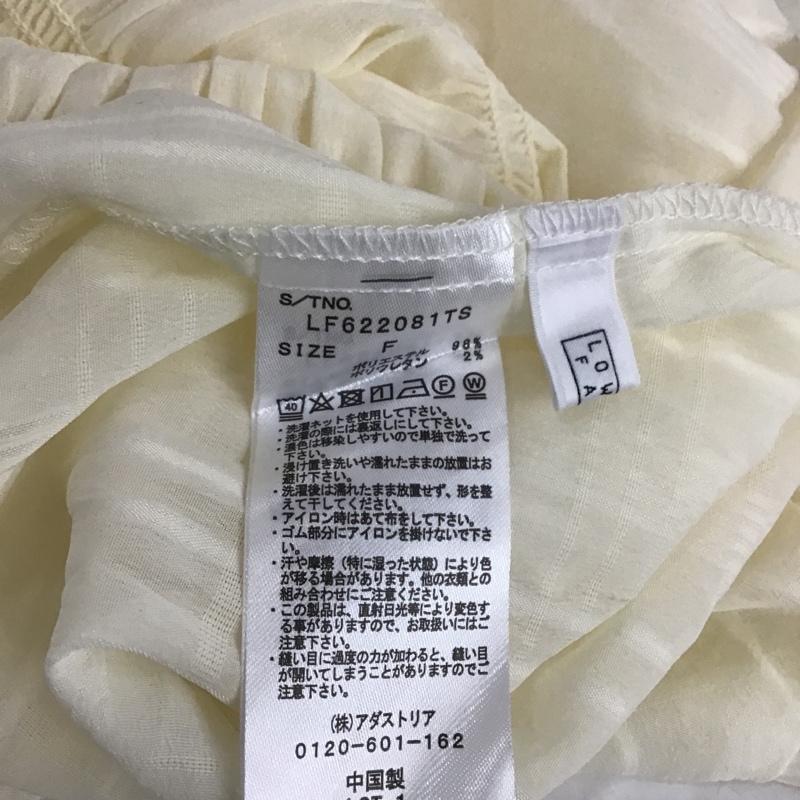 S/TNO.
LF622081TS
SIZE F
ポリエステル 98%
ポリウレタン 2%
40
・洗濯ネットを使用して下さい。
・洗濯の際には裏返しにして下さい。
・濃色は移染しやすいので単独で洗って
下さい。
・浸け置き洗いや濡れたままの放置はお
避け下さい。
・洗濯後は濡れたまま放置せず、形を整
えて干してください。
・アイロン時はあて布をして下さい。
・ゴム部分にアイロンを掛けないで下さ
い。
・汗や摩擦（特に湿った状態）により色
が移る場合があります。他の衣類との
組み合わせにご注意ください。
・この製品は、直射日光等により変色す
る事がありますので、お取扱いにはご
注意下さい。
・縫い目に過度の力が加わると、縫い目
が開いてしまうことがありますのでご
注意下さい。
(株)アダストリア
0120-601-162
中国製
LOW
FA